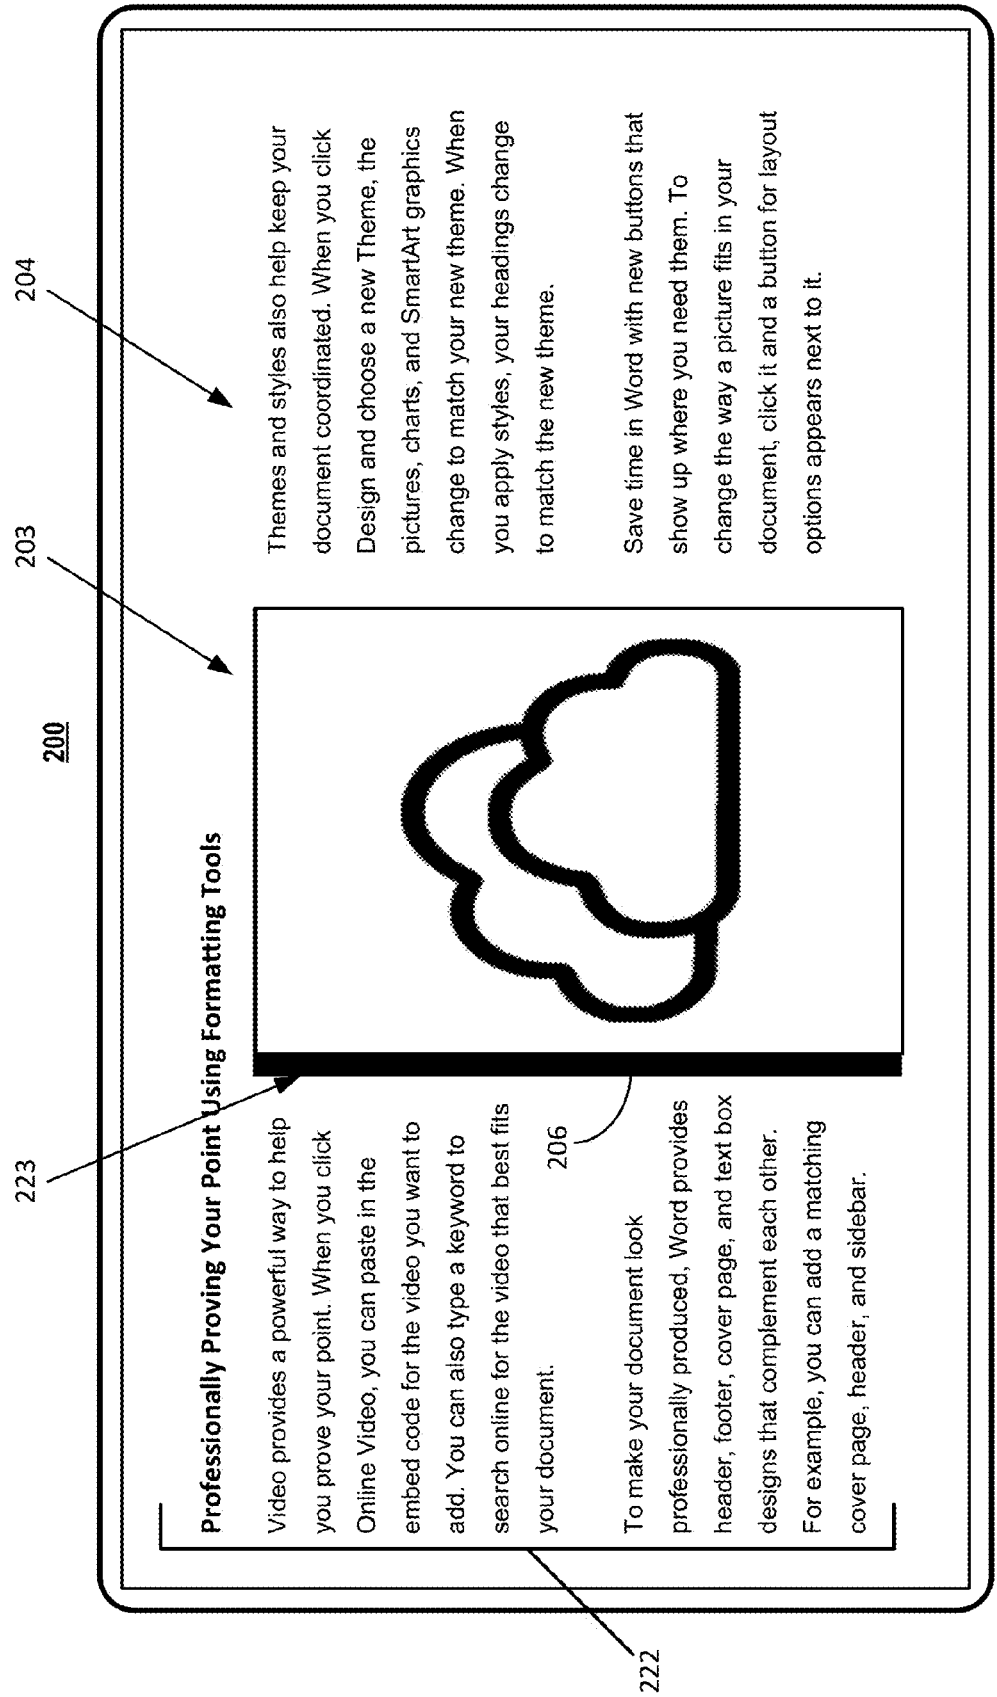 200
Professionally Proving Your Point Using Formatting Tools
222
Video provides a powerful way to help
you prove your point. When you click
Online Video, you can paste in the
embed code for the video you want to
add. You can also type a keyword to
search online for the video that best fits
your document.
To make your document look
professionally produced, Word provides
header, footer, cover page, and text box
designs that complement each other.
For example, you can add a matching
cover page, header, and sidebar.
223
206
203
204
Themes and styles also help keep your
document coordinated. When you click
Design and choose a new Theme, the
pictures, charts, and SmartArt graphics
change to match your new theme. When
you apply styles, your headings change
to match the new theme.
Save time in Word with new buttons that
show up where you need them. To
change the way a picture fits in your
document, click it and a button for layout
options appears next to it.